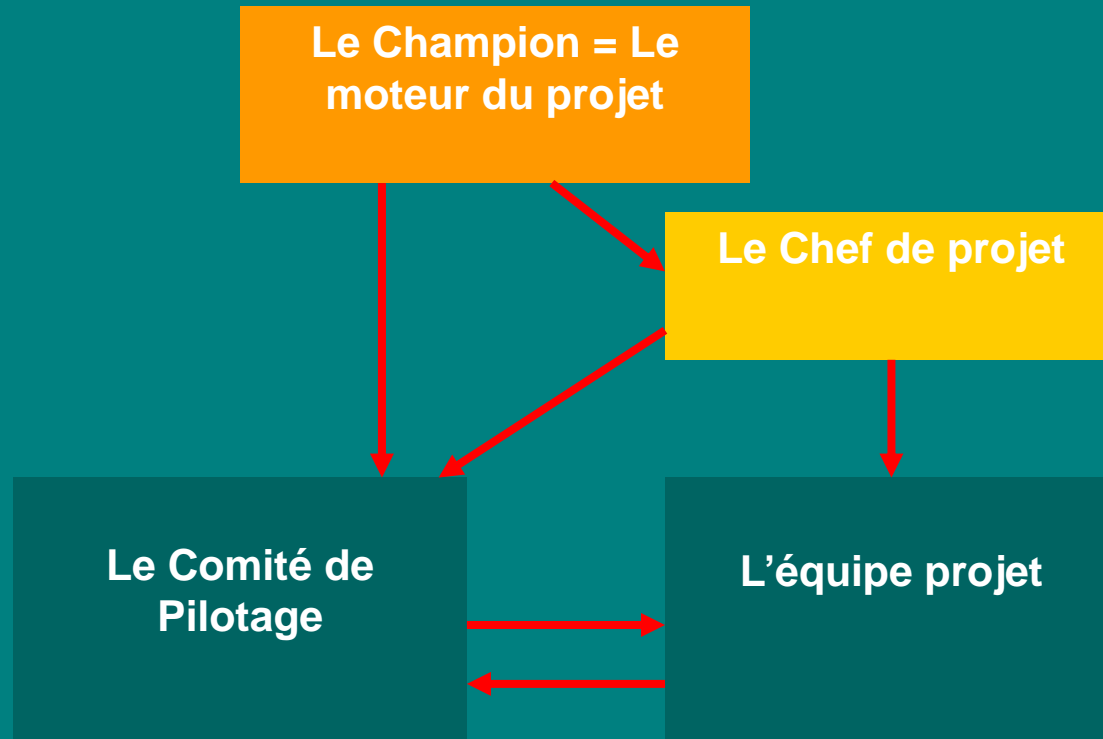 Le Champion = Le
moteur du projet
Le Chef de projet
Le Comité de
Pilotage
L’équipe projet